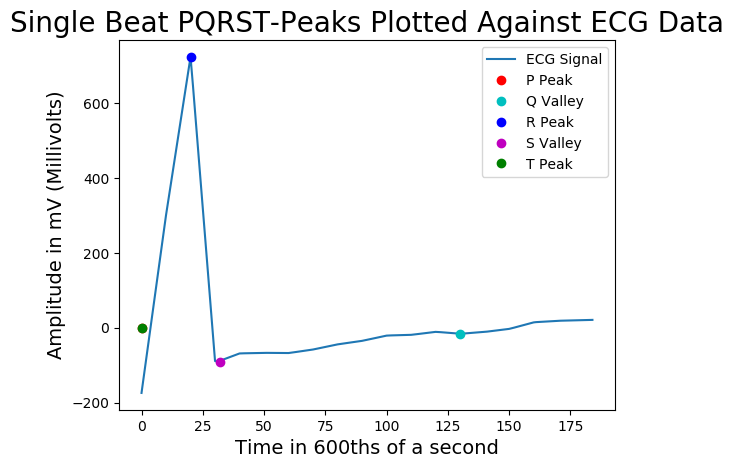 Single Beat PQRST-Peaks Plotted Against ECG Data
Amplitude in mV (Millivolts)
600
400
200
0
−200
ECG Signal
P Peak
Q Valley
R Peak
S Valley
T Peak
0 25 50 75 100 125 150 175
Time in 600ths of a second